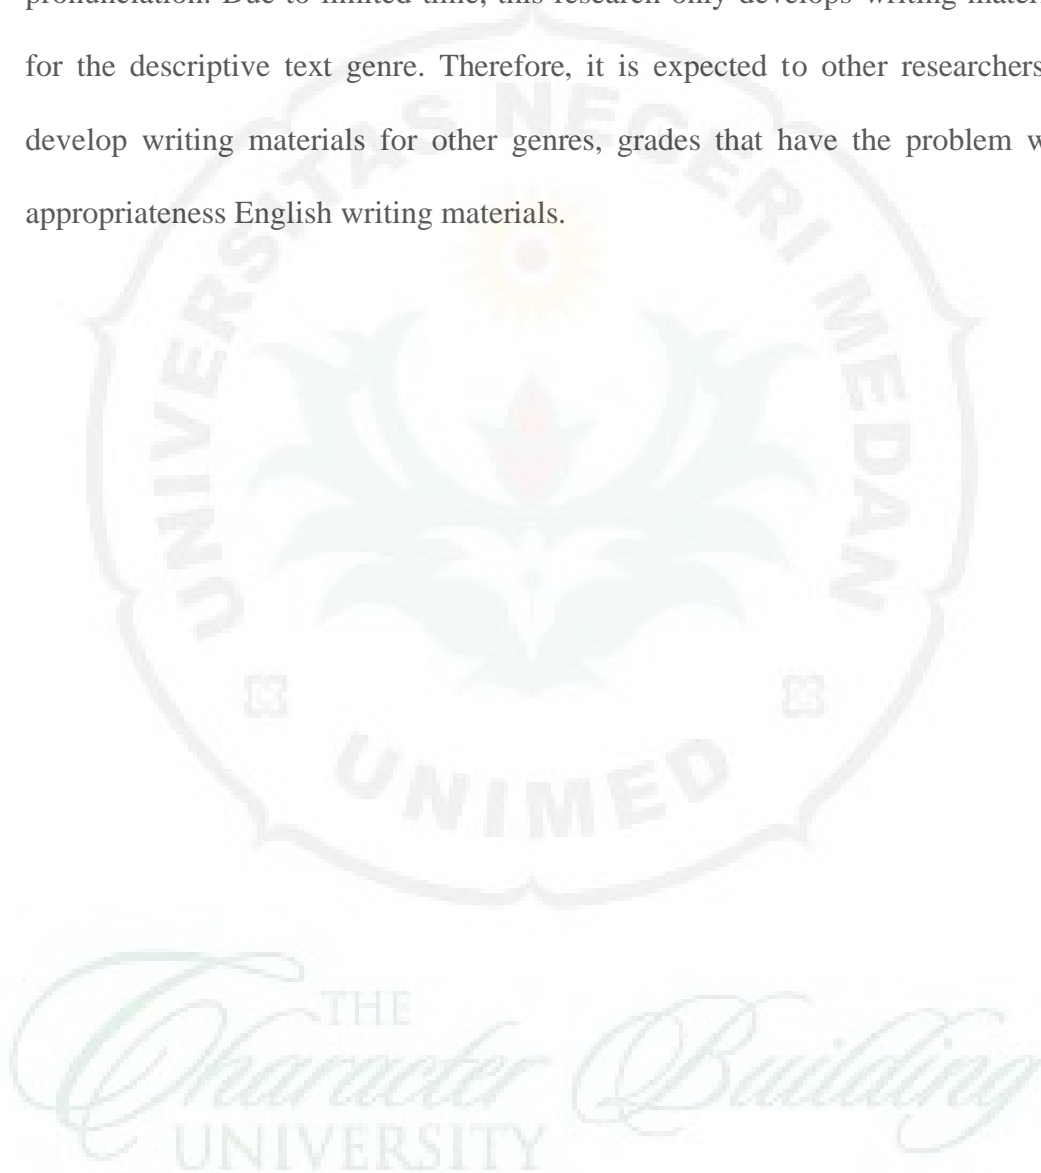 pronunciation. Due to limited time, this research only develops writing materi
for the descriptive text genre. Therefore, it is expected to other researchers
develop writing materials for other genres, grades that have the problem w
appropriateness English writing materials.
UNIVERSITAS NEGERI MEDAN
UNIMED
THE
Character Building
UNIVERSITY